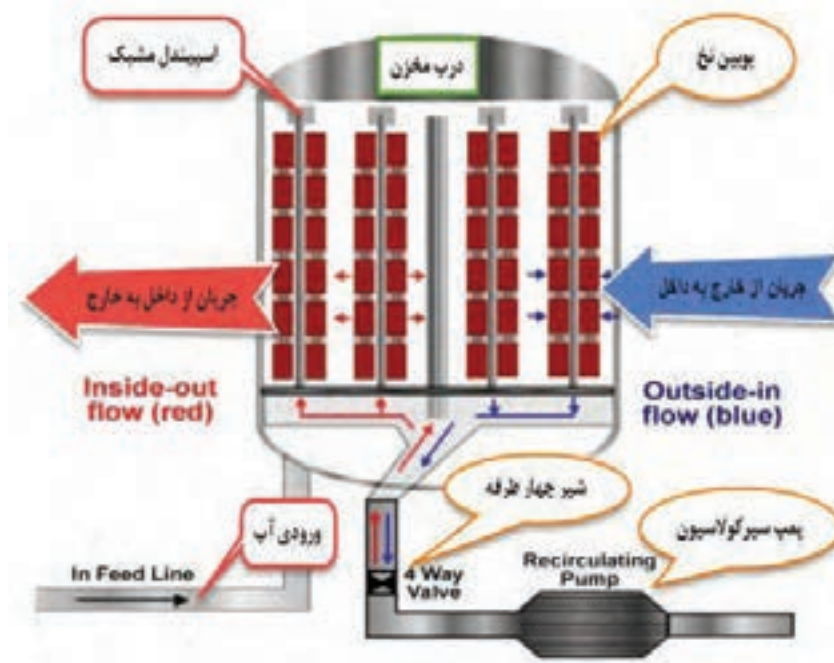 اسپیندل مشبک
درب مخزن
بوبین نخ
جریان از داخل به خارج
جریان از خارج به داخل
Inside-out
flow (red)
Outside-in
flow (blue)
شیر چهار طرفه
ورودی آب
پمپ سیرکولاسیون
In Feed Line
4 Way
Valve
Recirculating
Pump